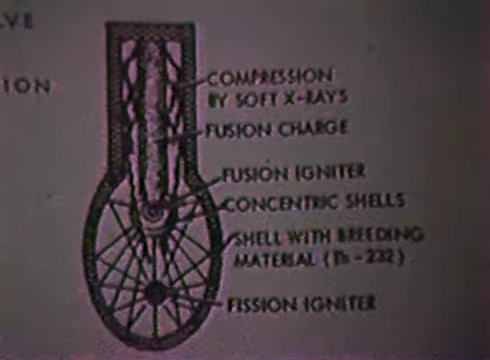 VE
ION
COMPRESSION
BY SOFT X-RAYS
FUSION CHARGE
FUSION IGNITER
CONCENTRIC SHELLS
SHELL WITH BREEDING
MATERIAL (Th-232)
FISSION IGNITER